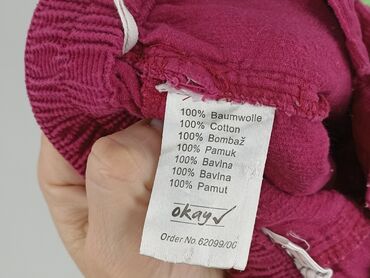 100% Baumwolle
100% Cotton
100% Bombaž
100% Pamuk
100% Bavlna
100% Bavlna
100% Pamut
okay
Order No. 62099/00